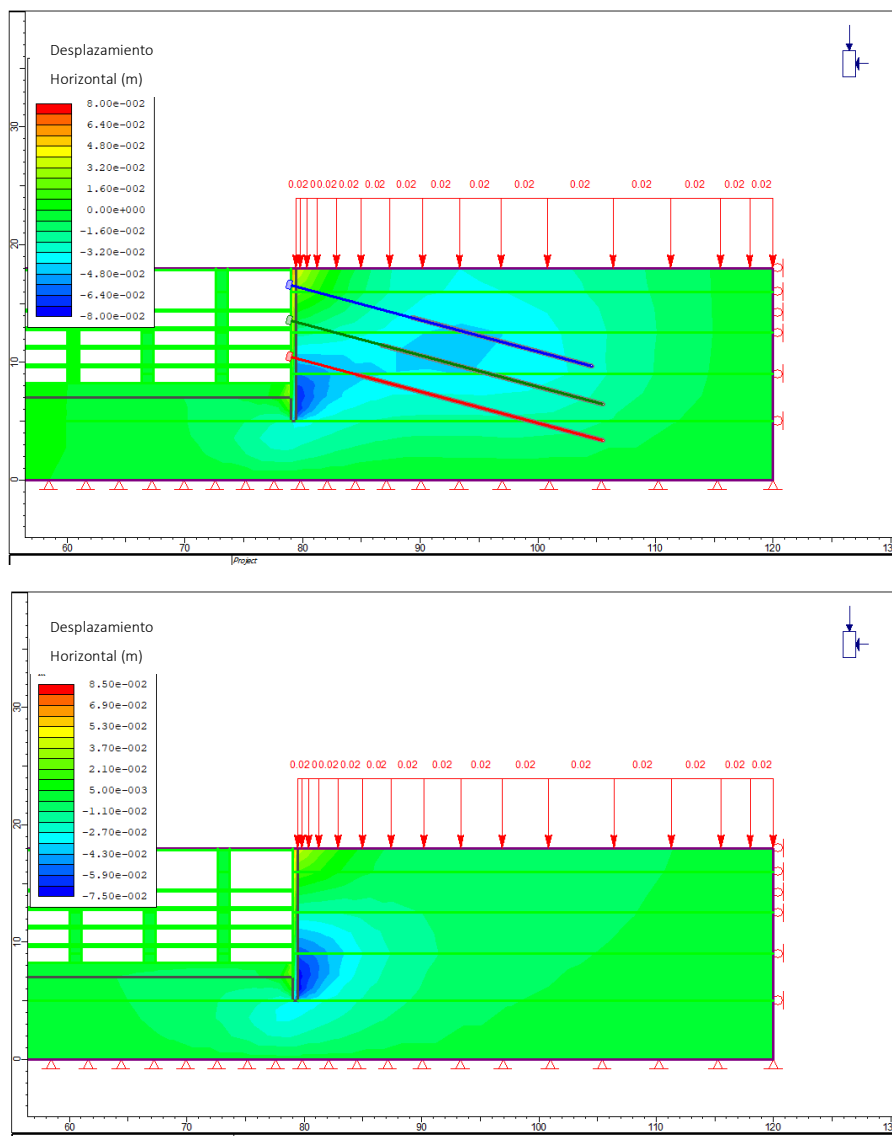 Desplazamiento
Horizontal (m)
8.00e-002
6.40e-002
4.80e-002
3.20e-002
1.60e-002
0.00e+000
-1.60e-002
-3.20e-002
-4.80e-002
-6.40e-002
-8.00e-002
30
20
10
0
0.02 0 0.02 0.02 0.02 0.02 0.02 0.02 0.02 0.02 0.02 0.02 0.02 0.02
60 70 80 90 100 110 120 13
Project
Desplazamiento
Horizontal (m)
8.50e-002
6.90e-002
5.30e-002
3.70e-002
2.10e-002
5.00e-003
-1.10e-002
-2.70e-002
-4.30e-002
-5.90e-002
-7.50e-002
30
20
10
0
0.02 0 0.02 0.02 0.02 0.02 0.02 0.02 0.02 0.02 0.02 0.02 0.02 0.02
60 70 80 90 100 110 120 13